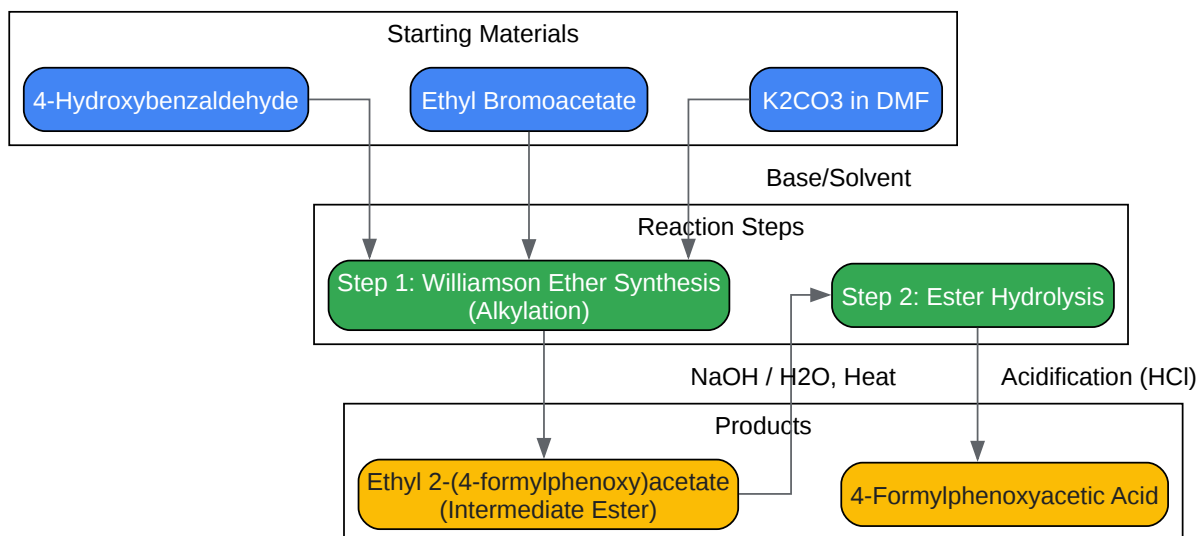 Starting Materials
4-Hydroxybenzaldehyde
Ethyl Bromoacetate
K2CO3 in DMF
Base/Solvent
Reaction Steps
Step 1: Williamson Ether Synthesis
(Alkylation)
Step 2: Ester Hydrolysis
NaOH / H2O, Heat
Acidification (HCl)
Products
Ethyl 2-(4-formylphenoxy)acetate
(Intermediate Ester)
4-Formylphenoxyacetic Acid